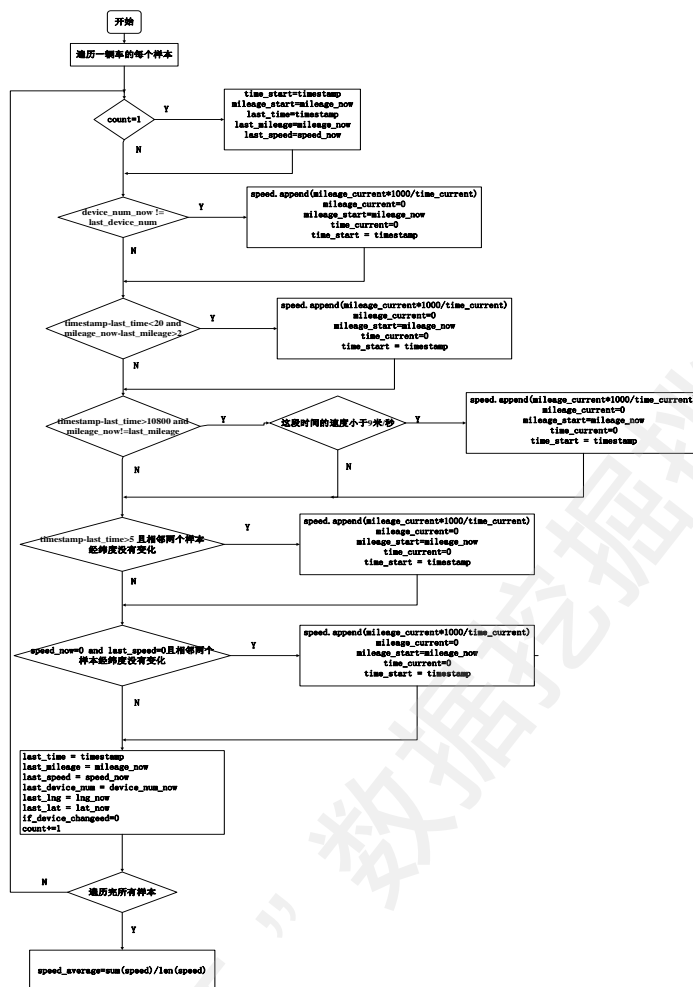 开始
遍历一辆车的每个样本
count=1
Y
time_start=timestamp
mileage_start=mileage_now
last_time=timestamp
last_mileage=mileage_now
last_speed=speed_now
N
device_num_now !=
last_device_num
Y
speed.append(mileage_current*1000/time_current)
mileage_current=0
mileage_start=mileage_now
time_current=0
time_start = timestamp
N
timestamp-last_time<20 and
mileage_now-last_mileage>2
Y
speed.append(mileage_current*1000/time_current)
mileage_current=0
mileage_start=mileage_now
time_current=0
time_start = timestamp
N
timestamp-last_time>10800 and
mileage_now!=last_mileage
Y
这段时间的速度小于9米/秒
Y
speed.append(mileage_current*1000/time_current)
mileage_current=0
mileage_start=mileage_now
time_current=0
time_start = timestamp
N
N
timestamp-last_time>5 且相邻两个样本
经纬度没有变化
Y
speed.append(mileage_current*1000/time_current)
mileage_current=0
mileage_start=mileage_now
time_current=0
time_start = timestamp
N
speed_now=0 and last_speed=0且相邻两个
样本经纬度没有变化
Y
speed.append(mileage_current*1000/time_current)
mileage_current=0
mileage_start=mileage_now
time_current=0
time_start = timestamp
N
last_time = timestamp
last_mileage = mileage_now
last_speed = speed_now
last_device_num = device_num_now
last_lng = lng_now
last_lat = lat_now
if_device_changeed=0
count+=1
N
遍历完所有样本
Y
speed_average=sum(speed)/len(speed)
”数据挖掘